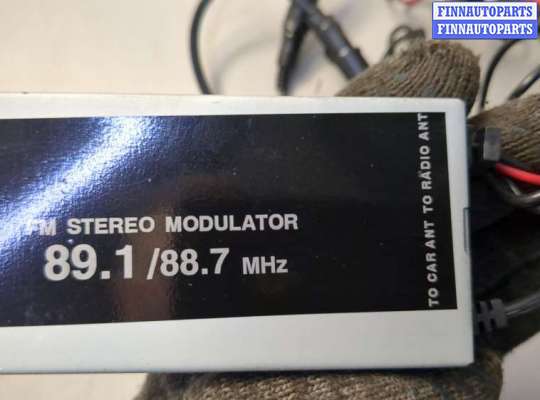 FINNAUTOPARTS
FINNAUTOPARTS
FM STEREO MODULATOR
89.1/88.7 MHz
TO CAR ANT TO RADIO ANT